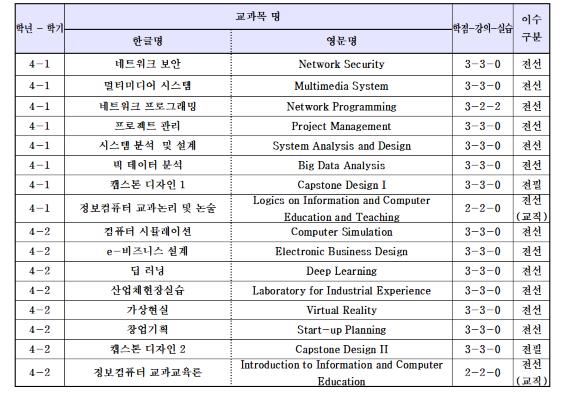 학년 - 학기 교과목 명 학점-강의-실습 이수 구분
한글명 영문명
4-1 네트워크 보안 Network Security 3-3-0 전선
4-1 멀티미디어 시스템 Multimedia System 3-3-0 전선
4-1 네트워크 프로그래밍 Network Programming 3-2-2 전선
4-1 프로젝트 관리 Project Management 3-3-0 전선
4-1 시스템 분석 및 설계 System Analysis and Design 3-3-0 전선
4-1 빅 데이터 분석 Big Data Analysis 3-3-0 전선
4-1 캡스톤 디자인 1 Capstone Design I 3-3-0 전필
4-1 정보컴퓨터 교과논리 및 논술 Logics on Information and Computer Education and Teaching 2-2-0 전선 (교직)
4-2 컴퓨터 시뮬레이션 Computer Simulation 3-3-0 전선
4-2 e-비즈니스 설계 Electronic Business Design 3-3-0 전선
4-2 딥 러닝 Deep Learning 3-3-0 전선
4-2 산업체현장실습 Laboratory for Industrial Experience 3-3-0 전선
4-2 가상현실 Virtual Reality 3-3-0 전선
4-2 창업기획 Start-up Planning 3-3-0 전선
4-2 캡스톤 디자인 2 Capstone Design II 3-3-0 전필
4-2 정보컴퓨터 교과교육론 Introduction to Information and Computer Education 2-2-0 전선 (교직)